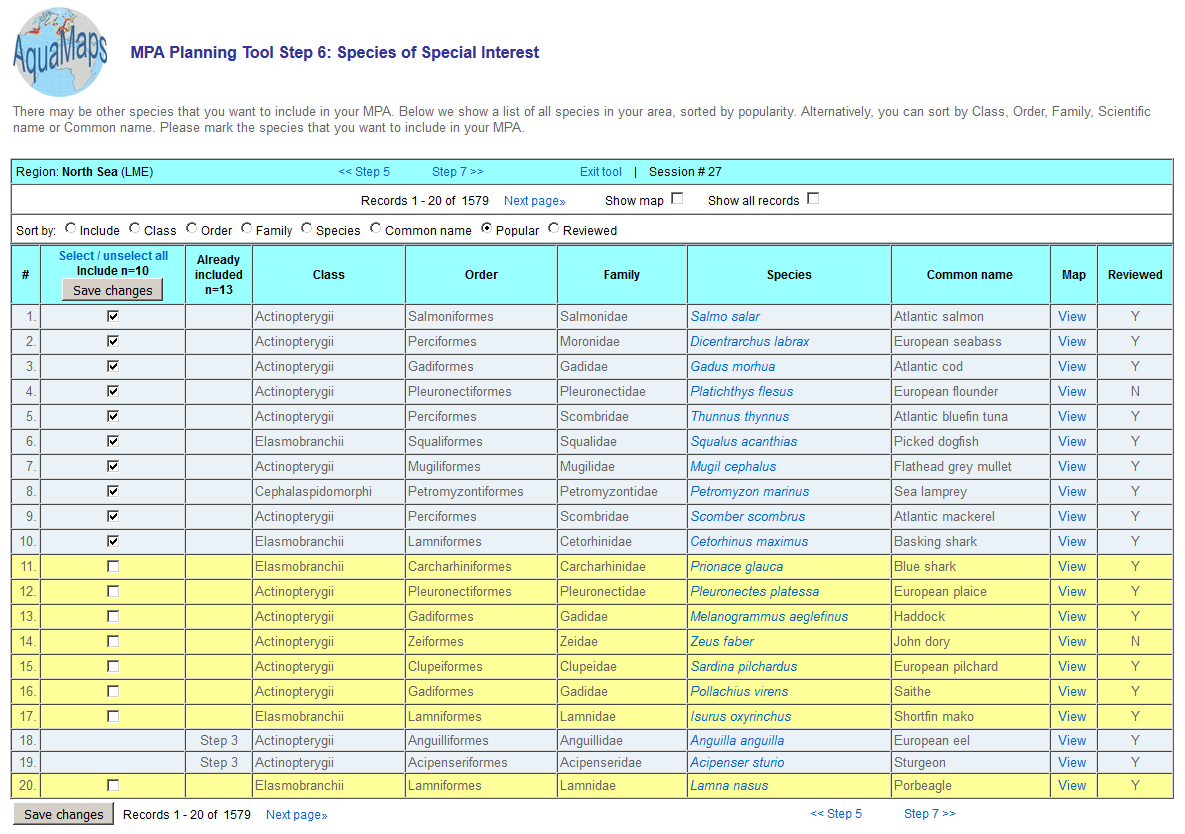 AquaMaps
MPA Planning Tool Step 6: Species of Special Interest
There may be other species that you want to include in your MPA. Below we show a list of all species in your area, sorted by popularity. Alternatively, you can sort by Class, Order, Family, Scientific
name or Common name. Please mark the species that you want to include in your MPA.
Region: North Sea (LME) << Step 5 Step 7 >> Exit tool | Session # 27
Records 1 - 20 of 1579 Next page» Show map Show all records
Sort by: Include Class Order Family Species Common name Popular Reviewed
# Select / unselect all Include n=10 Save changes Already included n=13 Class Order Family Species Common name Map Reviewed
1. Actinopterygii Salmoniformes Salmonidae Salmo salar Atlantic salmon View Y
2. Actinopterygii Perciformes Moronidae Dicentrarchus labrax European seabass View Y
3. Actinopterygii Gadiformes Gadidae Gadus morhua Atlantic cod View Y
4. Actinopterygii Pleuronectiformes Pleuronectidae Platichthys flesus European flounder View N
5. Actinopterygii Perciformes Scombridae Thunnus thynnus Atlantic bluefin tuna View Y
6. Elasmobranchii Squaliformes Squalidae Squalus acanthias Picked dogfish View Y
7. Actinopterygii Mugiliformes Mugilidae Mugil cephalus Flathead grey mullet View Y
8. Cephalaspidomorphi Petromyzontiformes Petromyzontidae Petromyzon marinus Sea lamprey View Y
9. Actinopterygii Perciformes Scombridae Scomber scombrus Atlantic mackerel View Y
10. Elasmobranchii Lamniformes Cetorhinidae Cetorhinus maximus Basking shark View Y
11. Elasmobranchii Carcharhiniformes Carcharhinidae Prionace glauca Blue shark View Y
12. Actinopterygii Pleuronectiformes Pleuronectidae Pleuronectes platessa European plaice View Y
13. Actinopterygii Gadiformes Gadidae Melanogrammus aeglefinus Haddock View Y
14. Actinopterygii Zeiformes Zeidae Zeus faber John dory View N
15. Actinopterygii Clupeiformes Clupeidae Sardina pilchardus European pilchard View Y
16. Actinopterygii Gadiformes Gadidae Pollachius virens Saithe View Y
17. Elasmobranchii Lamniformes Lamnidae Isurus oxyrinchus Shortfin mako View Y
18. Step 3 Actinopterygii Anguilliformes Anguillidae Anguilla anguilla European eel View Y
19. Step 3 Actinopterygii Acipenseriformes Acipenseridae Acipenser sturio Sturgeon View Y
20. Elasmobranchii Lamniformes Lamnidae Lamna nasus Porbeagle View Y
Save changes Records 1 - 20 of 1579 Next page» << Step 5 Step 7 >>